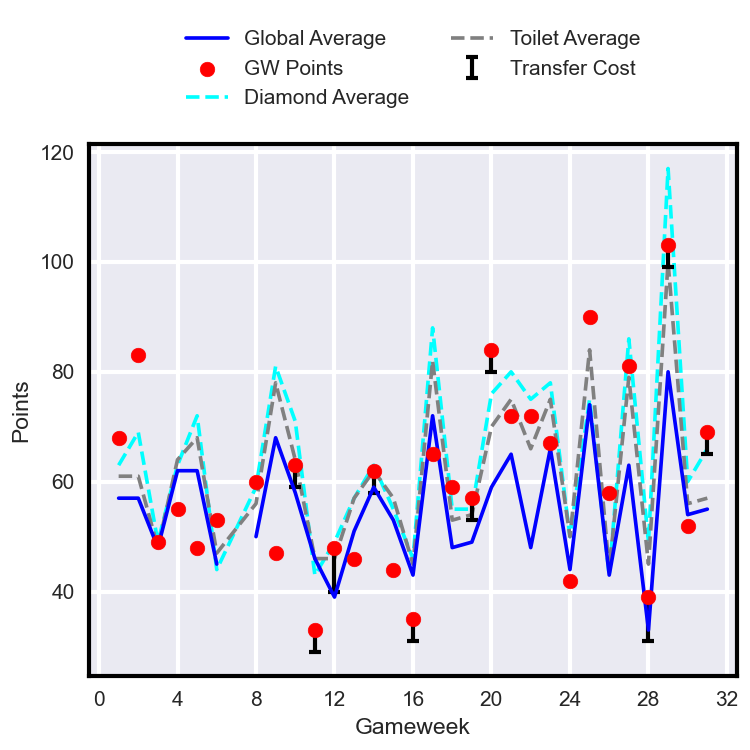 Global Average
GW Points
Diamond Average
Toilet Average
Transfer Cost
120
100
80
60
40
Points
0 4 8 12 16 20 24 28 32
Gameweek